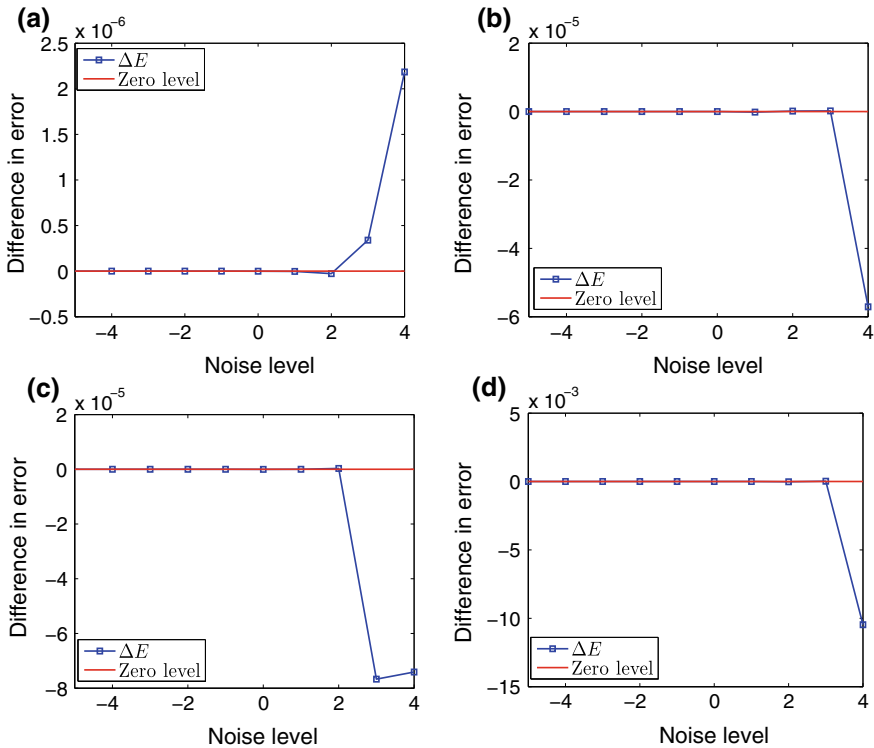 (a)
x 10⁻⁶
2.5
2
1.5
1
0.5
0
−0.5
−4 −2 0 2 4
Difference in error
Noise level
ΔE
Zero level
(b)
x 10⁻⁵
2
0
−2
−4
−6
−4 −2 0 2 4
Difference in error
Noise level
ΔE
Zero level
(c)
x 10⁻⁵
2
0
−2
−4
−6
−8
−4 −2 0 2 4
Difference in error
Noise level
ΔE
Zero level
(d)
x 10⁻³
5
0
−5
−10
−15
−4 −2 0 2 4
Difference in error
Noise level
ΔE
Zero level